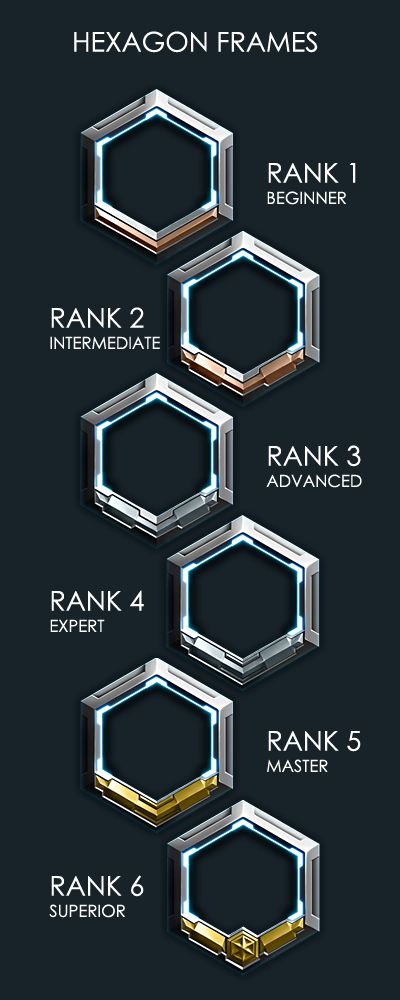 HEXAGON FRAMES
RANK 1
BEGINNER
RANK 2
INTERMEDIATE
RANK 3
ADVANCED
RANK 4
EXPERT
RANK 5
MASTER
RANK 6
SUPERIOR